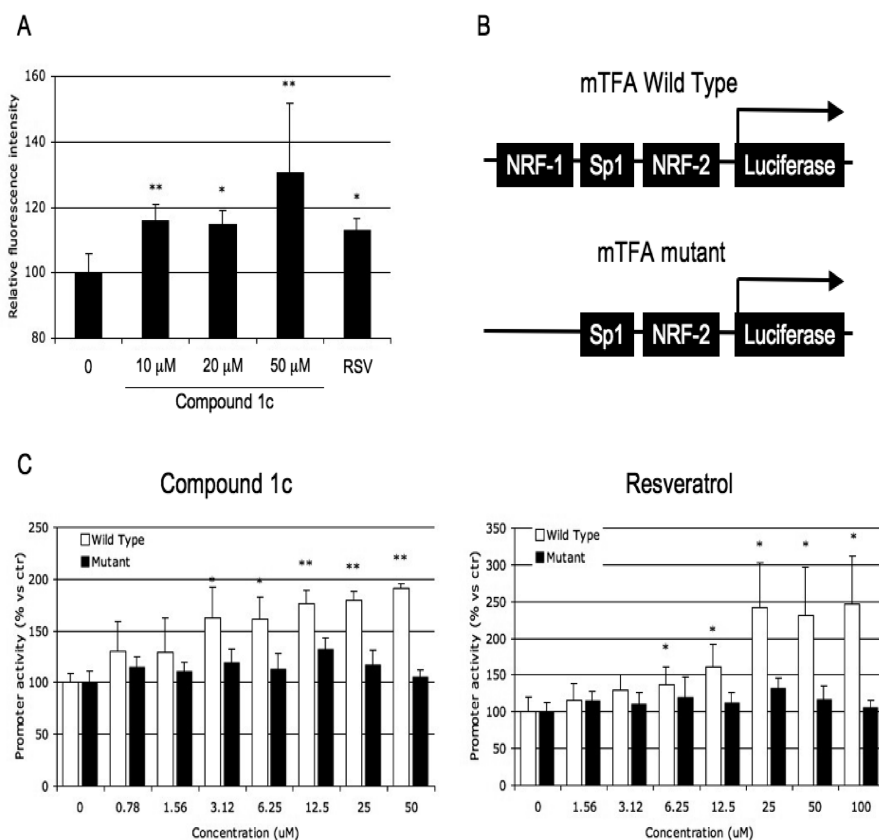 A
Relative fluorescence intensity
160
140
120
100
80
** * ** *
0 10 μM 20 μM 50 μM RSV
Compound 1c
B
mTFA Wild Type
NRF-1 Sp1 NRF-2 Luciferase
mTFA mutant
Sp1 NRF-2 Luciferase
C
Compound 1c
Promoter activity (% vs ctr)
250
200
150
100
50
0
Wild Type
Mutant
* * ** ** **
0 0.78 1.56 3.12 6.25 12.5 25 50
Concentration (uM)
Resveratrol
Promoter activity (% vs ctr)
350
300
250
200
150
100
50
0
Wild Type
Mutant
* * * * *
0 1.56 3.12 6.25 12.5 25 50 100
Concentration (uM)